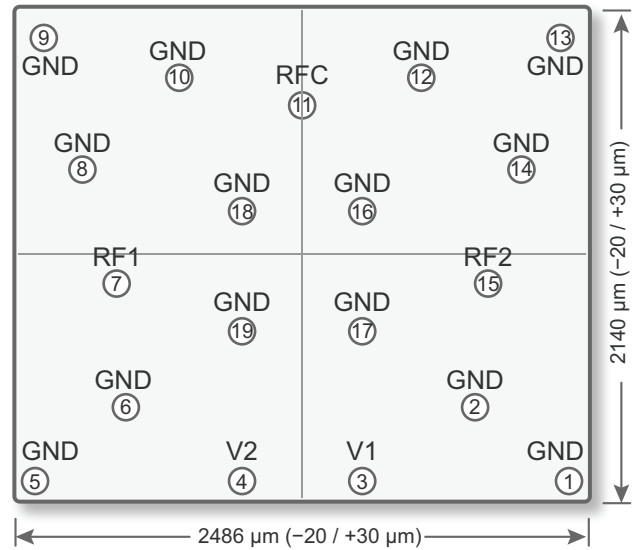 9
GND
GND
10
RFC
11
GND
12
13
GND
GND
8
GND
14
GND
18
GND
16
RF1
7
RF2
15
GND
19
GND
17
GND
6
GND
2
GND
5
V2
4
V1
3
GND
1
2140 µm (−20 / +30 µm)
2486 µm (−20 / +30 µm)